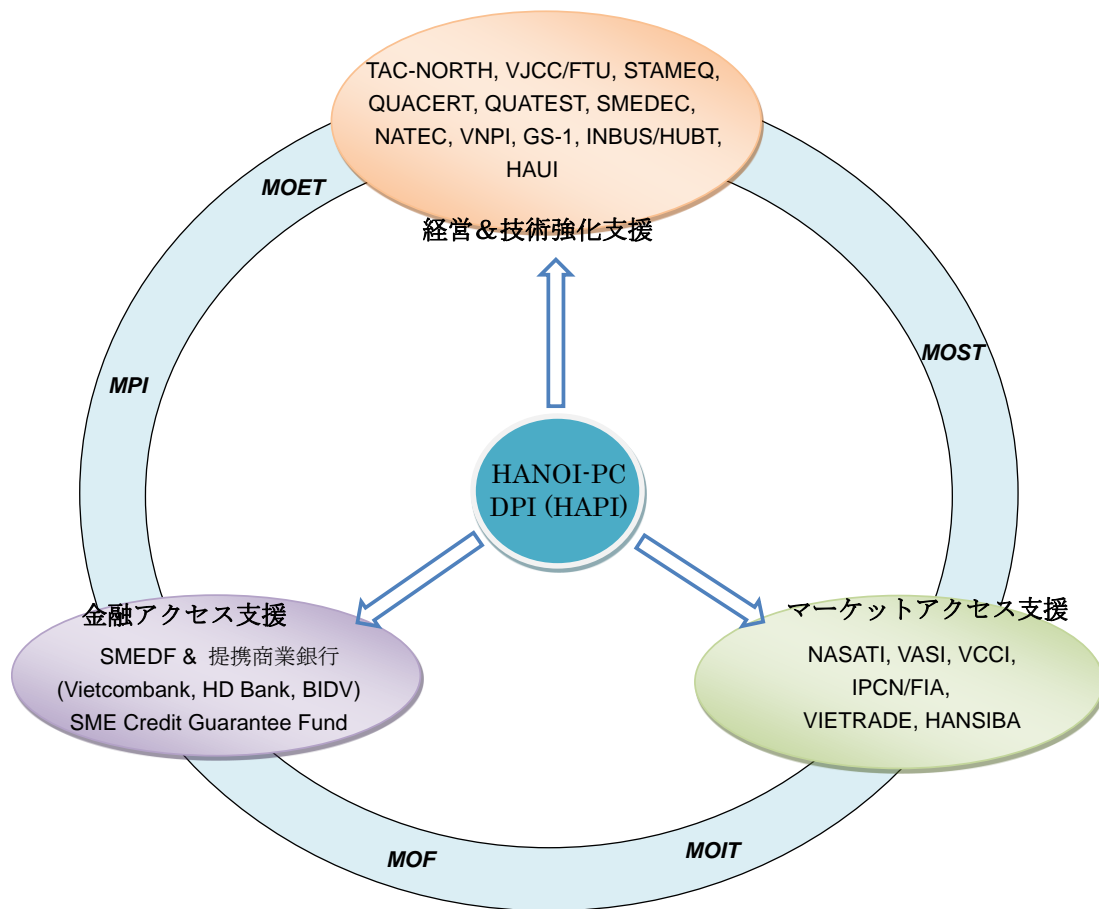 TAC-NORTH, VJCC/FTU, STAMEQ,
QUACERT, QUATEST, SMEDEC,
NATEC, VNPI, GS-1, INBUS/HUBT,
HAUI
経営＆技術強化支援
MOET
MOST
MPI
HANOI-PC
DPI (HAPI)
金融アクセス支援
SMEDF & 提携商業銀行
(Vietcombank, HD Bank, BIDV)
SME Credit Guarantee Fund
マーケットアクセス支援
NASATI, VASI, VCCI,
IPCN/FIA,
VIETRADE, HANSIBA
MOF
MOIT